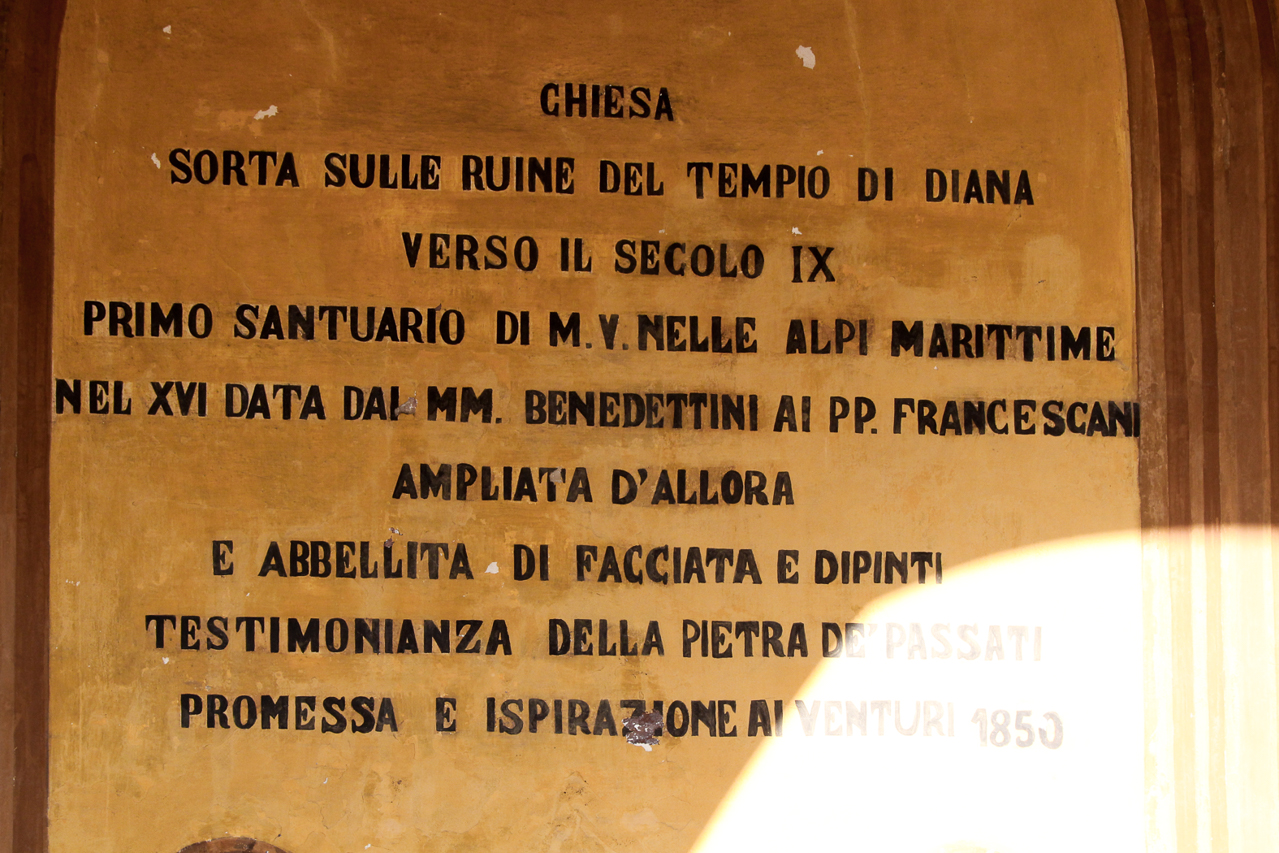 CHIESA
SORTA SULLE RUINE DEL TEMPIO DI DIANA
VERSO IL SECOLO IX
PRIMO SANTUARIO DI M.V. NELLE ALPI MARITTIME
NEL XVI DATA DAI MM. BENEDETTINI AI PP. FRANCESCANI
AMPLIATA D'ALLORA
E ABBELLITA DI FACCIATA E DIPINTI
TESTIMONIANZA DELLA PIETRA DE' PASSATI
PROMESSA E ISPIRAZIONE AI VENTURI 1850